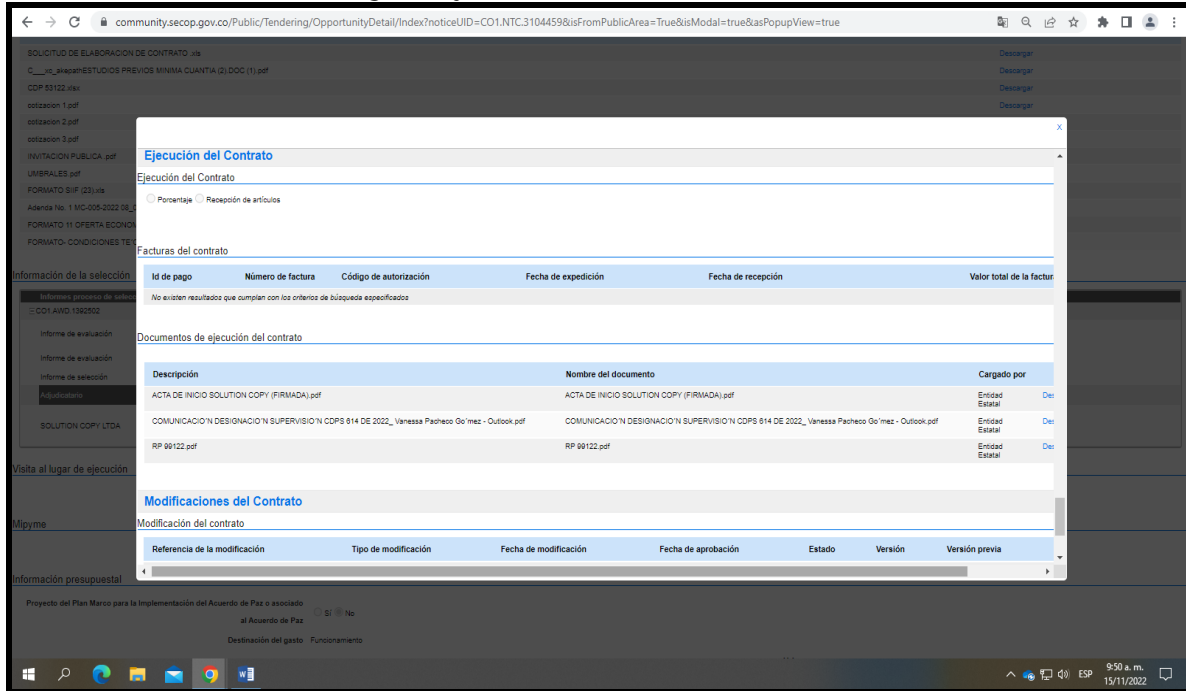 community.secop.gov.co/Public/Tendering/OpportunityDetail/Index?noticeUID=CO1.NTC.3104459&isFromPublicArea=True&isModal=true&asPopupView=true
SOLICITUD DE ELABORACION DE CONTRATO .xls Descargar
C___xc_akepathESTUDIOS PREVIOS MINIMA CUANTIA (2).DOC (1).pdf Descargar
CDP 53122.xlsx Descargar
cotizacion 1.pdf Descargar
cotizacion 2.pdf
cotizacion 3.pdf
X
INVITACION PUBLICA .pdf
Ejecución del Contrato
UMBRALES.pdf
Ejecución del Contrato
FORMATO SIIF (23).xls
Porcentaje Recepción de artículos
Adenda No. 1 MC-005-2022 08_
FORMATO 11 OFERTA ECONOM
FORMATO- CONDICIONES TE
Facturas del contrato
Información de la selección
Id de pago Número de factura Código de autorización Fecha de expedición Fecha de recepción Valor total de la factur
Informes proceso de selecc
No existen resultados que cumplan con los criterios de búsqueda especificados
CO1.AWD.1392502
Informe de evaluación
Documentos de ejecución del contrato
Informe de evaluación
Informe de selección
Descripción Nombre del documento Cargado por
Adjudicatario
ACTA DE INICIO SOLUTION COPY (FIRMADA).pdf ACTA DE INICIO SOLUTION COPY (FIRMADA).pdf Entidad Estatal Des
SOLUTION COPY LTDA
COMUNICACIO'N DESIGNACIO'N SUPERVISIO'N CDPS 614 DE 2022_ Vanessa Pacheco Go'mez - Outlook.pdf COMUNICACIO'N DESIGNACIO'N SUPERVISIO'N CDPS 614 DE 2022_ Vanessa Pacheco Go'mez - Outlook.pdf Entidad Estatal Des
RP 99122.pdf RP 99122.pdf Entidad Estatal Des
Visita al lugar de ejecución
Modificaciones del Contrato
Mipyme
Modificación del contrato
Referencia de la modificación Tipo de modificación Fecha de modificación Fecha de aprobación Estado Versión Versión previa
Información presupuestal
Proyecto del Plan Marco para la Implementación del Acuerdo de Paz o asociado
al Acuerdo de Paz Sí No
Destinación del gasto Funcionamiento
ESP 9:50 a. m.
15/11/2022